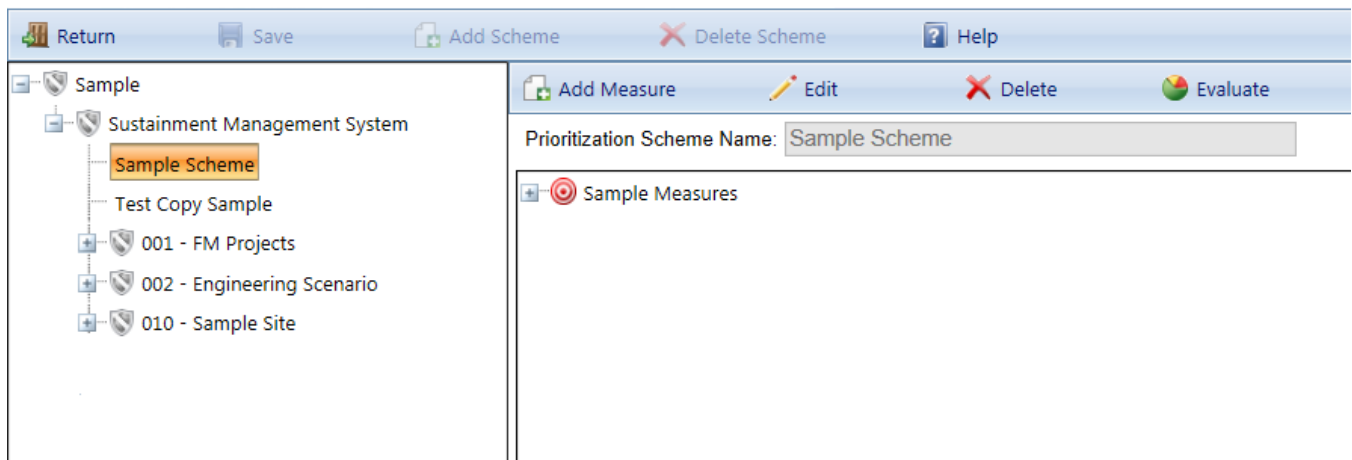 Return Save Add Scheme Delete Scheme Help
Sample
Sustainment Management System
Sample Scheme
Test Copy Sample
001 - FM Projects
002 - Engineering Scenario
010 - Sample Site
Add Measure Edit Delete Evaluate
Prioritization Scheme Name: Sample Scheme
Sample Measures